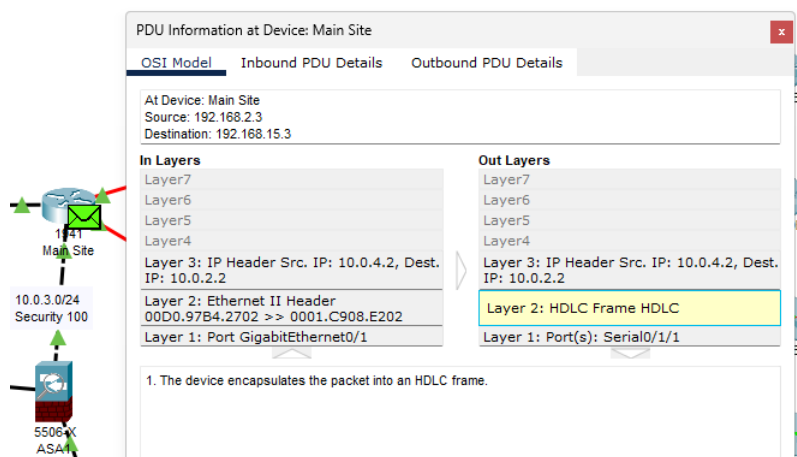 PDU Information at Device: Main Site
x
OSI Model Inbound PDU Details Outbound PDU Details
At Device: Main Site
Source: 192.168.2.3
Destination: 192.168.15.3
In Layers
Layer7
Layer6
Layer5
Layer4
Layer 3: IP Header Src. IP: 10.0.4.2, Dest.
IP: 10.0.2.2
Layer 2: Ethernet II Header
00D0.97B4.2702 >> 0001.C908.E202
Layer 1: Port GigabitEthernet0/1
Out Layers
Layer7
Layer6
Layer5
Layer4
Layer 3: IP Header Src. IP: 10.0.4.2, Dest.
IP: 10.0.2.2
Layer 2: HDLC Frame HDLC
Layer 1: Port(s): Serial0/1/1
1. The device encapsulates the packet into an HDLC frame.
1941
Main Site
10.0.3.0/24
Security 100
5506-X
ASA1